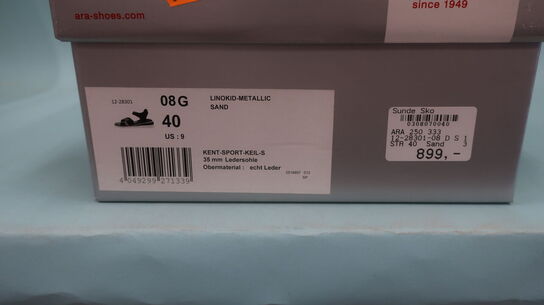 ara-shoes.com
since 1949
12-28301
08G
40
US : 9
LINOKID-METALLIC
SAND
KENT-SPORT-KEIL-S
35 mm Ledersohle
Obermaterial : echt Leder
4 049299 271339
Sunde Sko
0308070040
ARA 250 333
12-28301-08 D S 1
STR 40 Sand 3
899,-